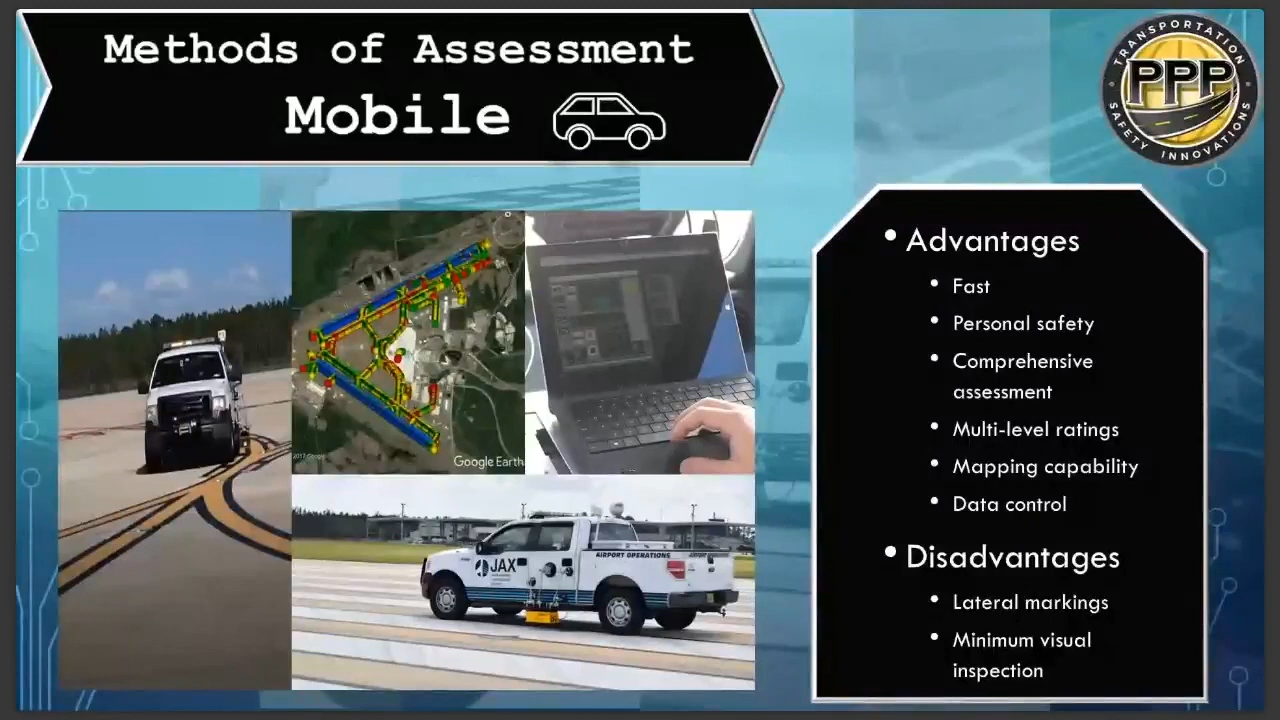 Methods of Assessment
Mobile
TRANSPORTATION
PPP
SAFETY INNOVATIONS
• Advantages
• Fast
• Personal safety
• Comprehensive
assessment
• Multi-level ratings
• Mapping capability
• Data control
• Disadvantages
• Lateral markings
• Minimum visual
inspection
Google Earth
JAX
AIRPORT OPERATIONS